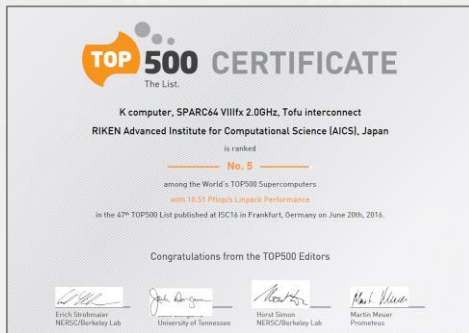 TOP 500 CERTIFICATE
The List.
K computer, SPARC64 VIIIfx 2.0GHz, Tofu interconnect
RIKEN Advanced Institute for Computational Science (AICS), Japan
is ranked
No. 5
among the World's TOP500 Supercomputers
with 10.51 Pflop/s Linpack Performance
in the 47th TOP500 List published at ISC16 in Frankfurt, Germany on June 20th, 2016.
Congratulations from the TOP500 Editors
Erich Strohmaier
NERSC/Berkeley Lab
University of Tennessee
Horst Simon
NERSC/Berkeley Lab
Martin Meuer
Prometeus